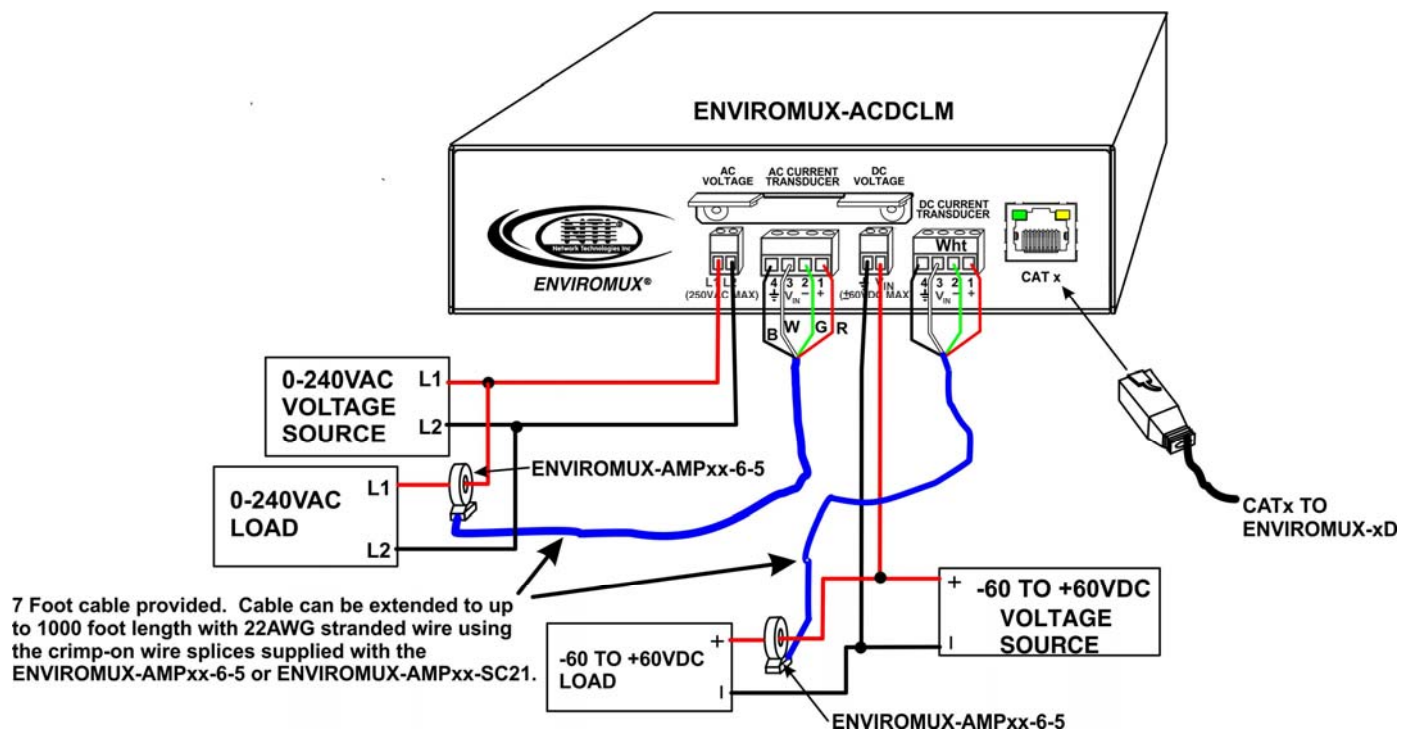 ENVIROMUX-ACDCLM
AC
VOLTAGE
AC CURRENT
TRANSDUCER
DC
VOLTAGE
DC CURRENT
TRANSDUCER
NTI®
Network Technologies Inc
ENVIROMUX®
Wht
CAT x
L1 L2
(250VAC MAX)
4 3 2 1
VIN - +
VIN
(±60VDC MAX)
4 3 2 1
VIN - +
B W G R
0-240VAC
VOLTAGE
SOURCE
L1
L2
ENVIROMUX-AMPxx-6-5
0-240VAC
LOAD
L1
L2
CATx TO
ENVIROMUX-xD
7 Foot cable provided. Cable can be extended to up
to 1000 foot length with 22AWG stranded wire using
the crimp-on wire splices supplied with the
ENVIROMUX-AMPxx-6-5 or ENVIROMUX-AMPxx-SC21.
+
-60 TO +60VDC
VOLTAGE
SOURCE
-
+
-60 TO +60VDC
LOAD
-
ENVIROMUX-AMPxx-6-5